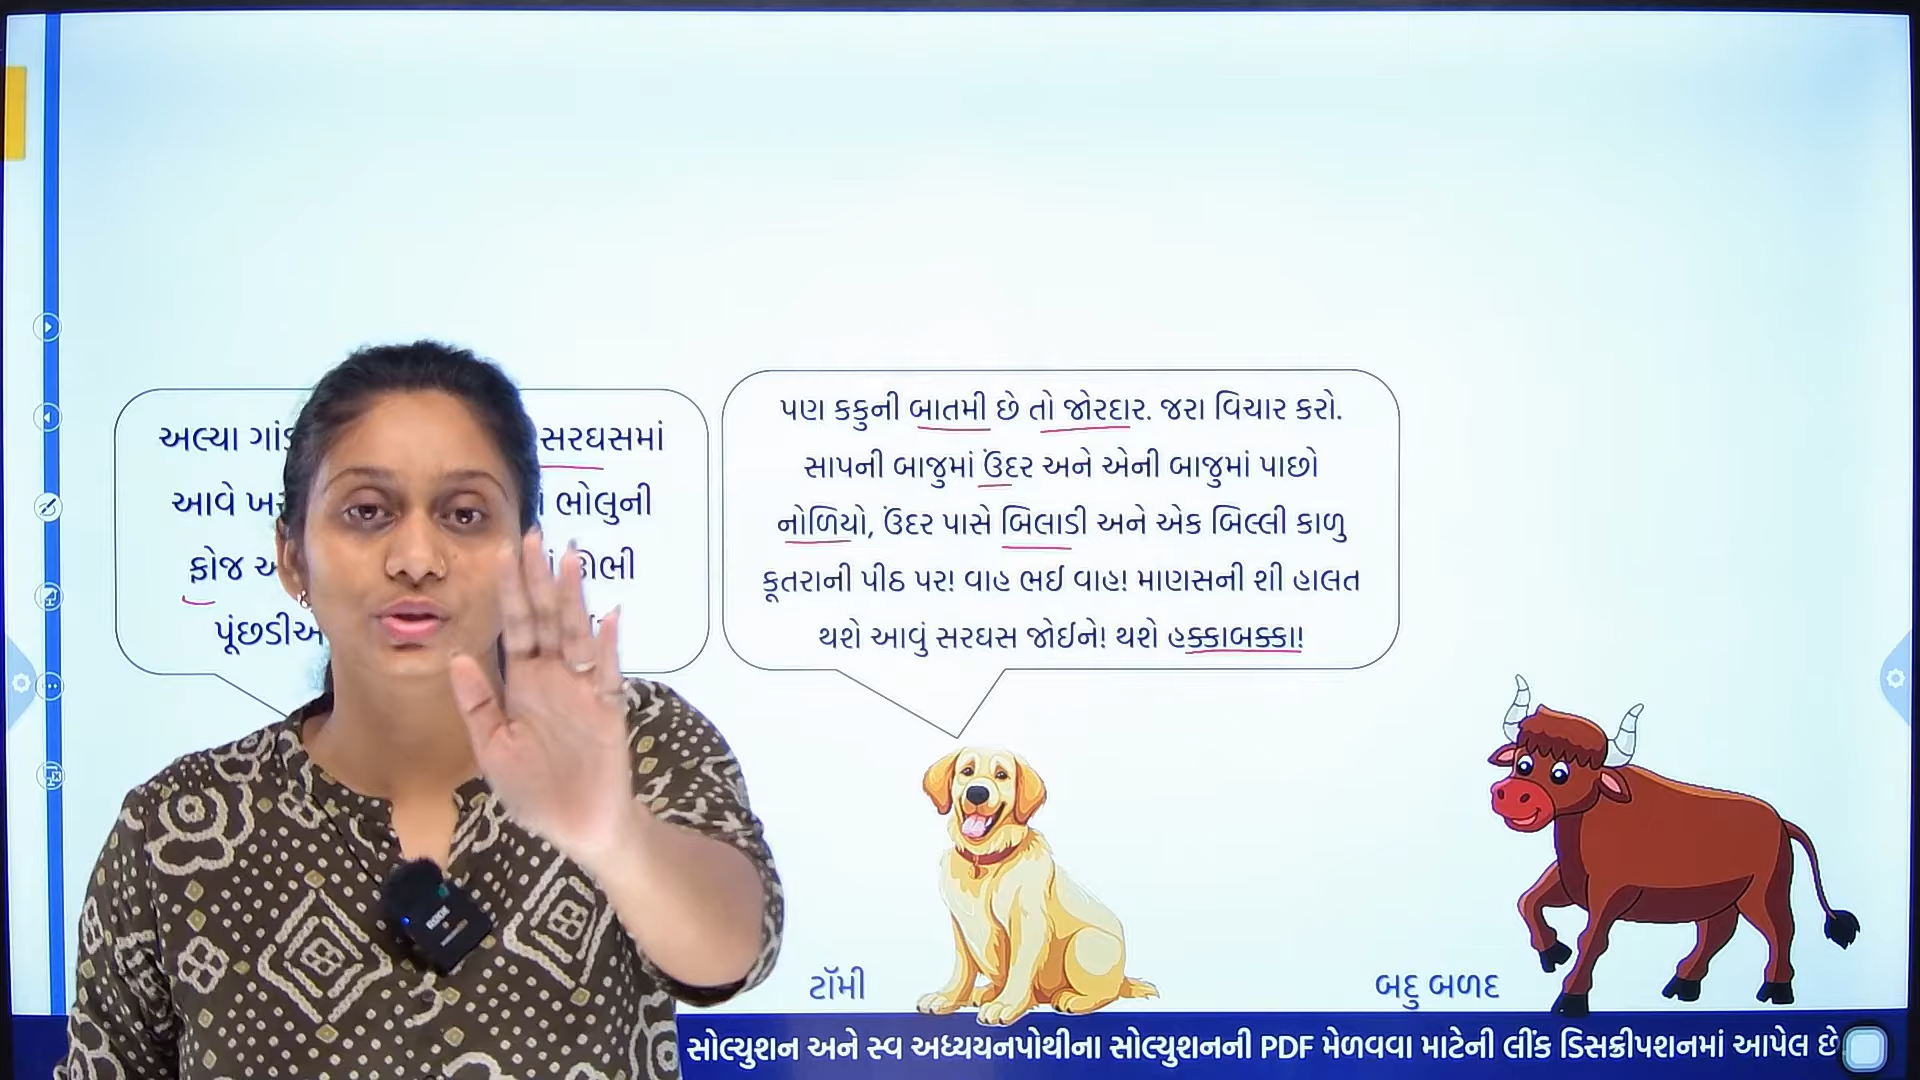 અલ્યા સરઘસમાં
આવે ભોલુની
ફોજ ઊભી
પણ કકુની બાતમી છે તો જોરદાર. જરા વિચાર કરો.
સાપની બાજુમાં ઉંદર અને એની બાજુમાં પાછો
નોળિયો, ઉંદર પાસે બિલાડી અને એક બિલ્લી કાળુ
કૂતરાની પીઠ પર! વાહ ભઈ વાહ! માણસની શી હાલત
થશે આવું સરઘસ જોઈને! થશે હક્કાબક્કા!
ટૉમી
બદુ બળદ
સોલ્યુશન અને સ્વ અધ્યયનપોથીના સોલ્યુશનની PDF મેળવવા માટેની લીંક ડિસક્રીપશનમાં આપેલ છે